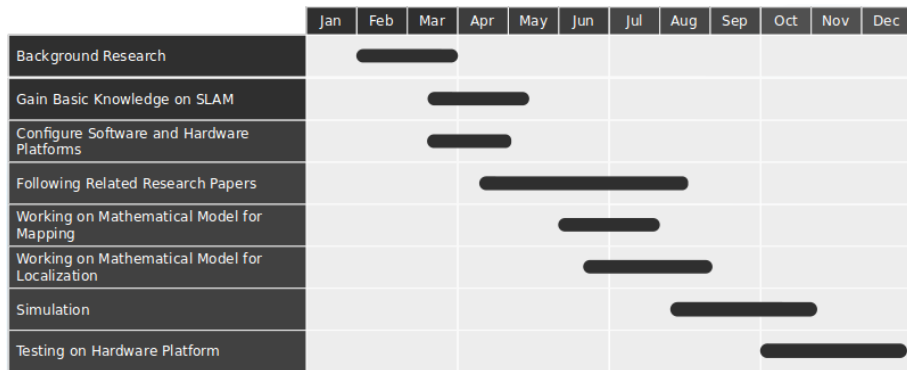 Jan Feb Mar Apr May Jun Jul Aug Sep Oct Nov Dec
Background Research
Gain Basic Knowledge on SLAM
Configure Software and Hardware
Platforms
Following Related Research Papers
Working on Mathematical Model for
Mapping
Working on Mathematical Model for
Localization
Simulation
Testing on Hardware Platform